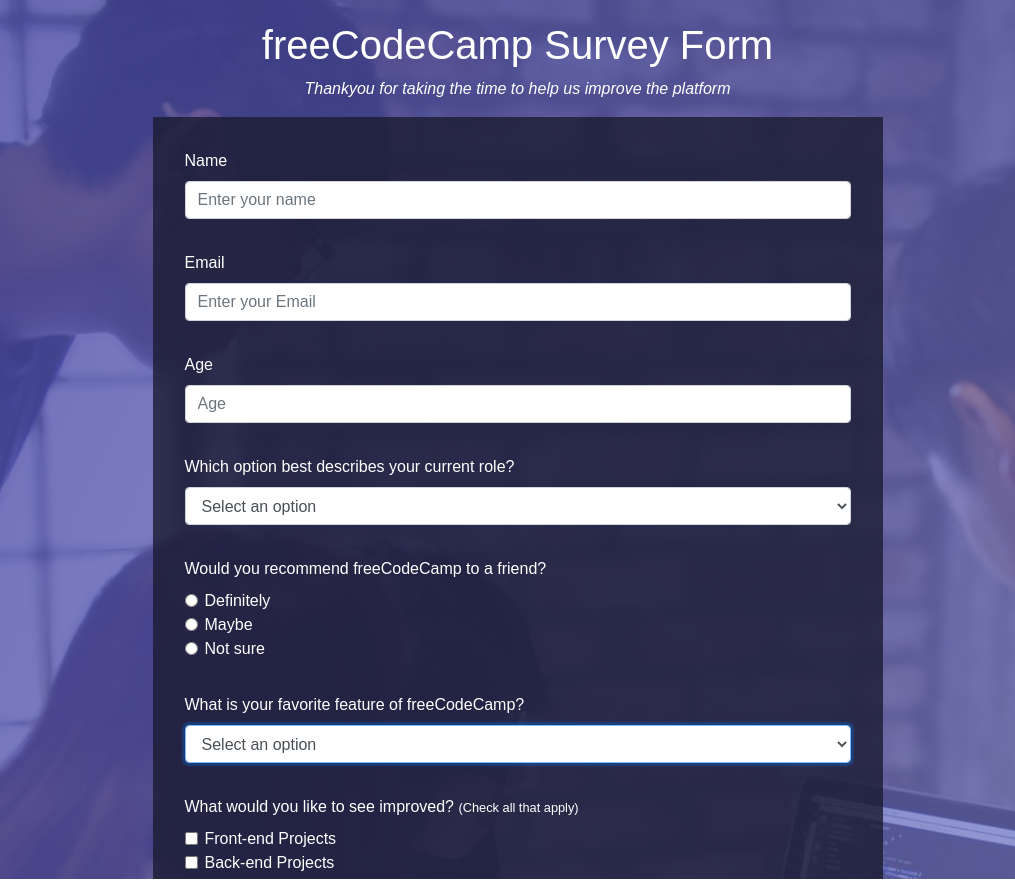 freeCodeCamp Survey Form
Thankyou for taking the time to help us improve the platform
Name
Enter your name
Email
Enter your Email
Age
Age
Which option best describes your current role?
Select an option
Would you recommend freeCodeCamp to a friend?
Definitely
Maybe
Not sure
What is your favorite feature of freeCodeCamp?
Select an option
What would you like to see improved? (Check all that apply)
Front-end Projects
Back-end Projects